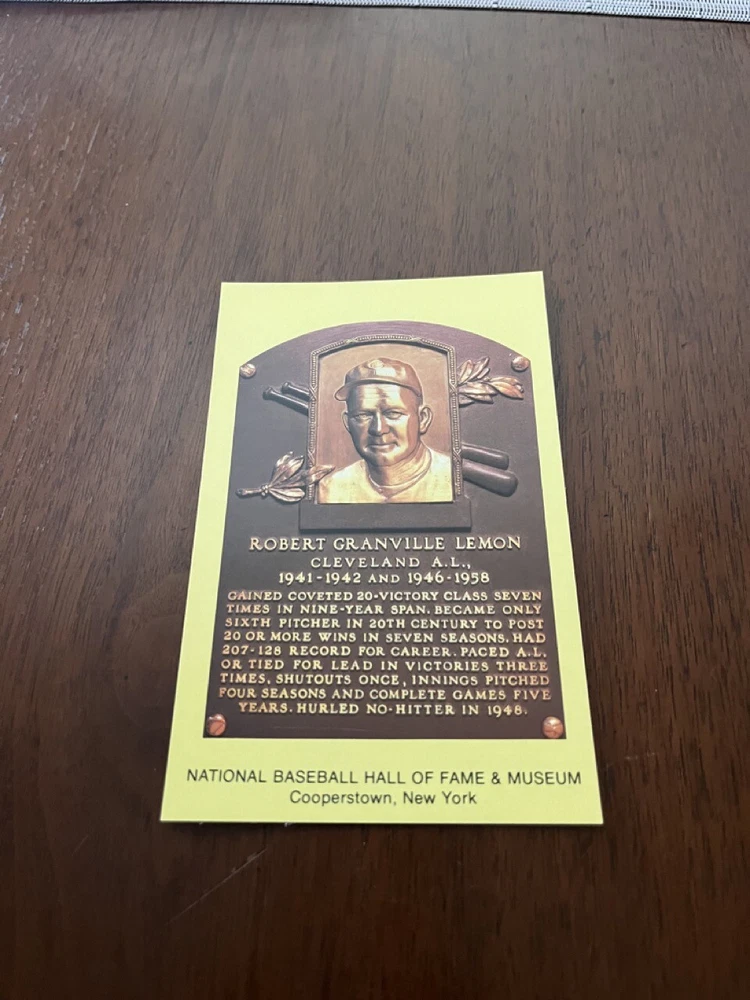 ROBERT GRANVILLE LEMON
CLEVELAND A.L.,
1941-1942 AND 1946-1958
GAINED COVETED 20-VICTORY CLASS SEVEN
TIMES IN NINE-YEAR SPAN. BECAME ONLY
SIXTH PITCHER IN 20TH CENTURY TO POST
20 OR MORE WINS IN SEVEN SEASONS. HAD
207-128 RECORD FOR CAREER. PACED A.L.
OR TIED FOR LEAD IN VICTORIES THREE
TIMES, SHUTOUTS ONCE, INNINGS PITCHED
FOUR SEASONS AND COMPLETE GAMES FIVE
YEARS. HURLED NO-HITTER IN 1948.
NATIONAL BASEBALL HALL OF FAME & MUSEUM
Cooperstown, New York